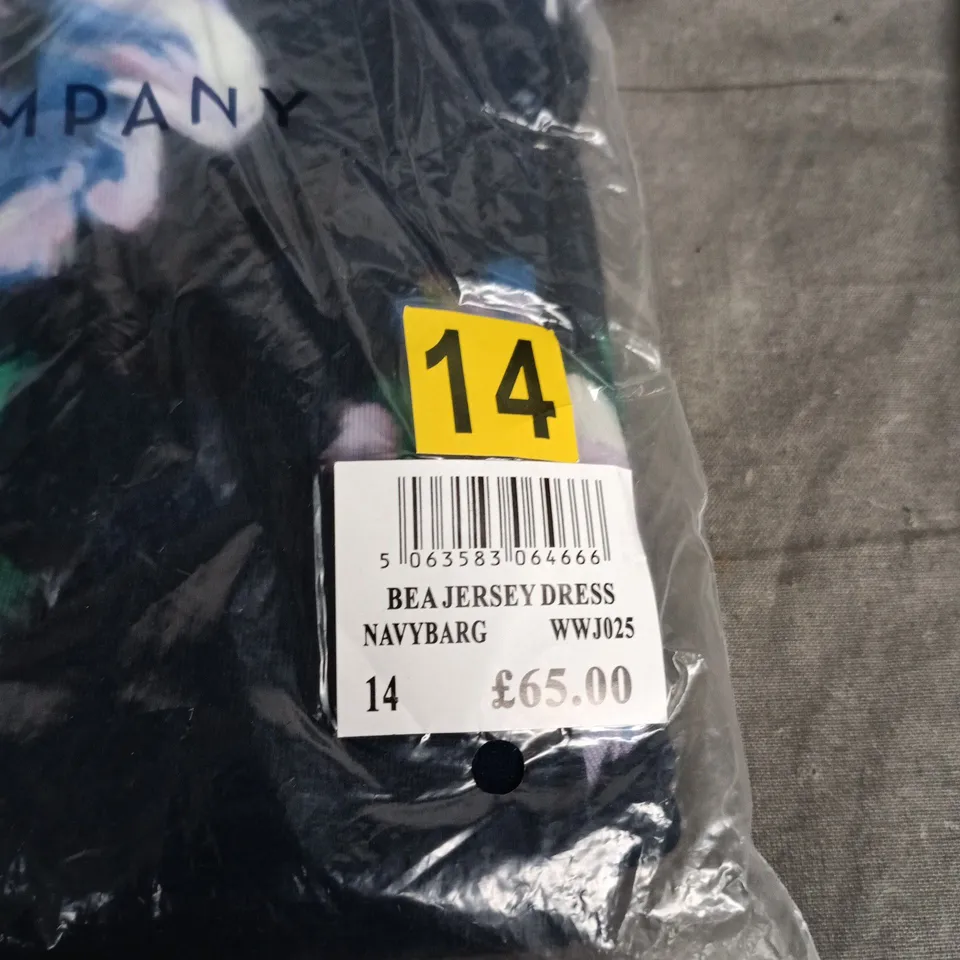 MPANY
14
5 063583 064666
BEA JERSEY DRESS
NAVYBARG WWJ025
14 £65.00